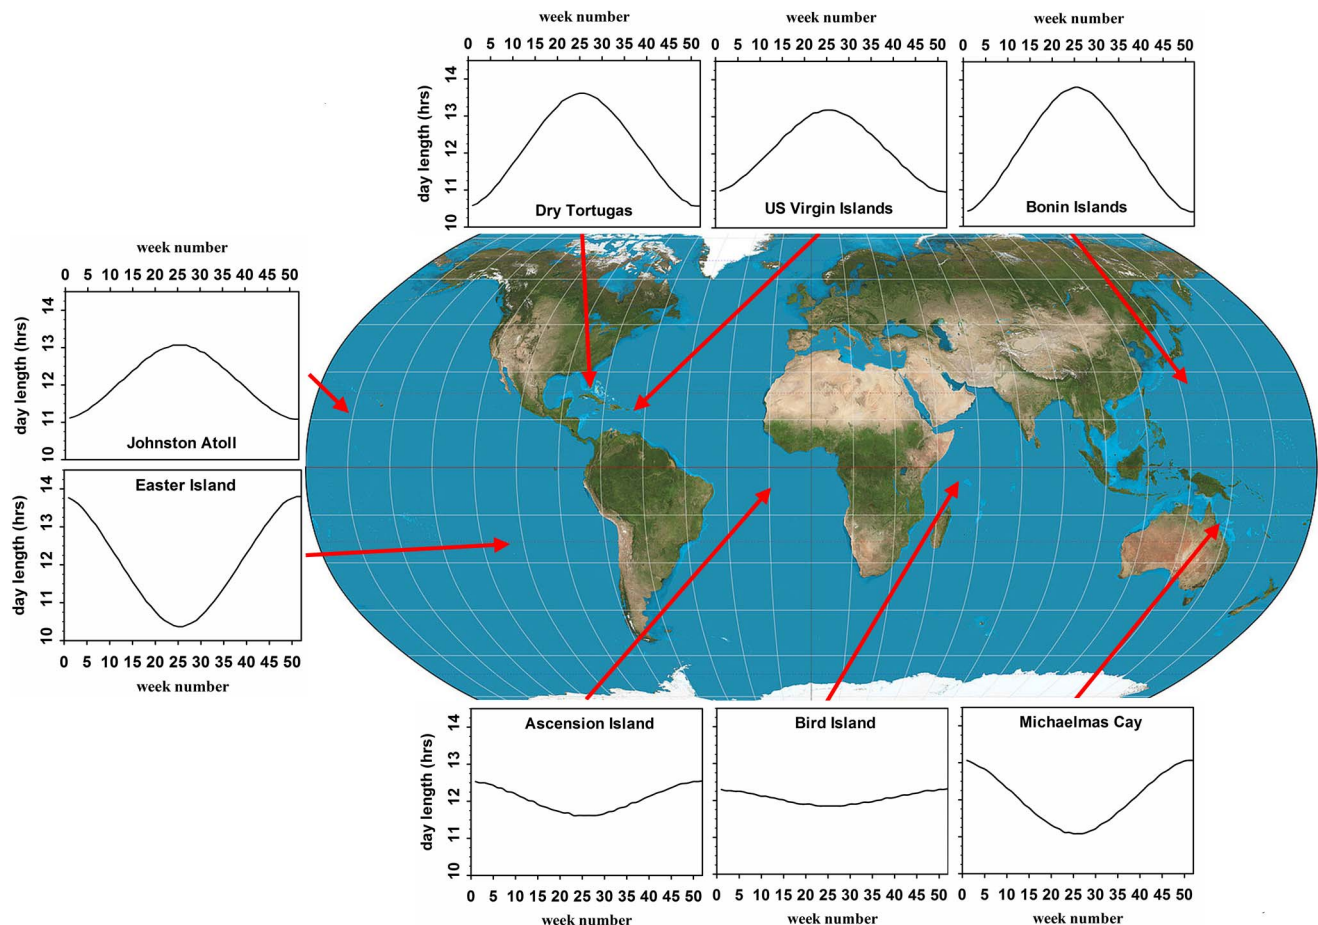 week number
0 5 10 15 20 25 30 35 40 45 50
day length (hrs)
10 11 12 13 14
Dry Tortugas
week number
0 5 10 15 20 25 30 35 40 45 50
US Virgin Islands
week number
0 5 10 15 20 25 30 35 40 45 50
Bonin Islands
week number
0 5 10 15 20 25 30 35 40 45 50
day length (hrs)
10 11 12 13 14
Johnston Atoll
Easter Island
day length (hrs)
10 11 12 13 14
0 5 10 15 20 25 30 35 40 45 50
week number
Ascension Island
day length (hrs)
10 11 12 13 14
0 5 10 15 20 25 30 35 40 45 50
week number
Bird Island
0 5 10 15 20 25 30 35 40 45 50
week number
Michaelmas Cay
0 5 10 15 20 25 30 35 40 45 50
week number